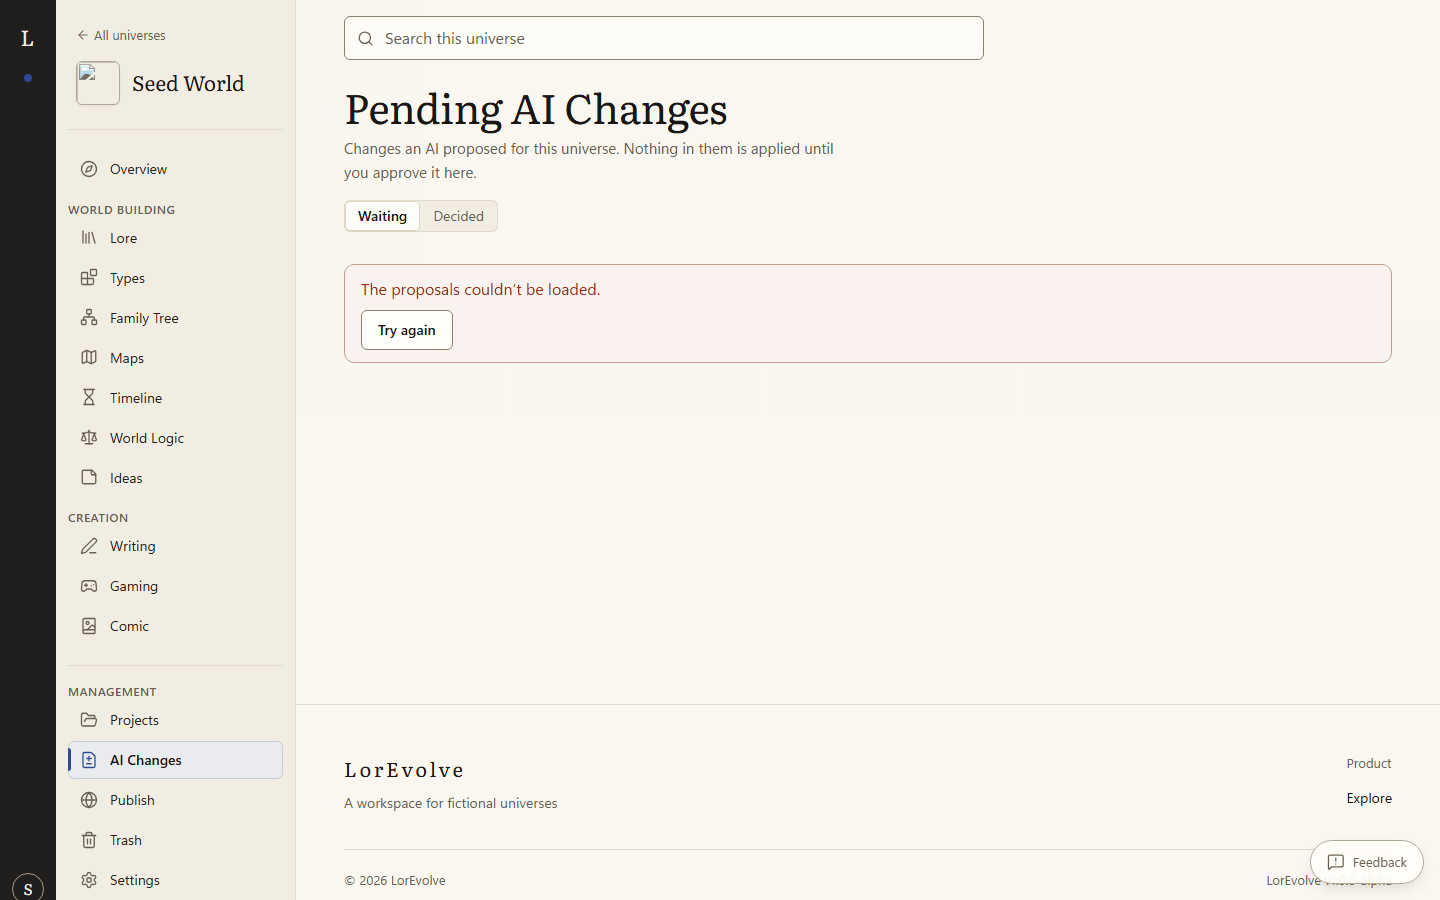 L
← All universes
Seed World
Overview
WORLD BUILDING
Lore
Types
Family Tree
Maps
Timeline
World Logic
Ideas
CREATION
Writing
Gaming
Comic
MANAGEMENT
Projects
AI Changes
Publish
Trash
Settings
S
Search this universe
Pending AI Changes
Changes an AI proposed for this universe. Nothing in them is applied until
you approve it here.
Waiting Decided
The proposals couldn’t be loaded.
Try again
LorEvolve
A workspace for fictional universes
Product
Explore
© 2026 LorEvolve
LorEvolve
Feedback